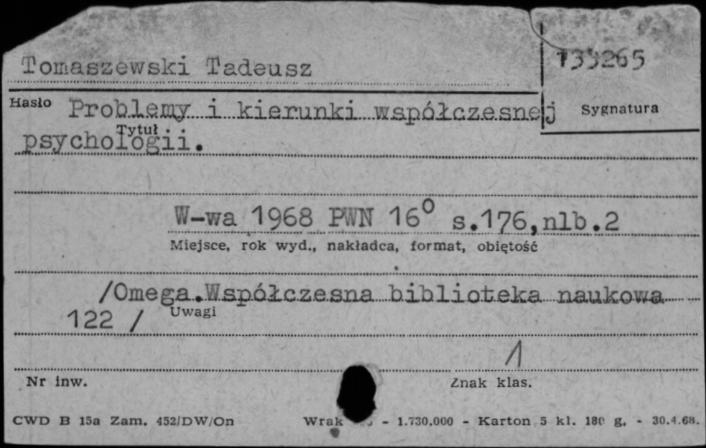 Tomaszewski Tadeusz
Hasło
Sygnatura
Problemy i kierunki współczesnej
Tytuł
psychologii.
W-wa 1968 PWN 16° s.176,nlb.2
Miejsce, rok wyd., nakładca, format, objętość
/Omega.Współczesna biblioteka naukowa
122 /
Uwagi
1
Nr inw.
Znak klas.
CWD B 15a Zam. 452/DW/On
Wrak - 1.730.000 - Karton 5 kl. 180 g. - 30.4.68.